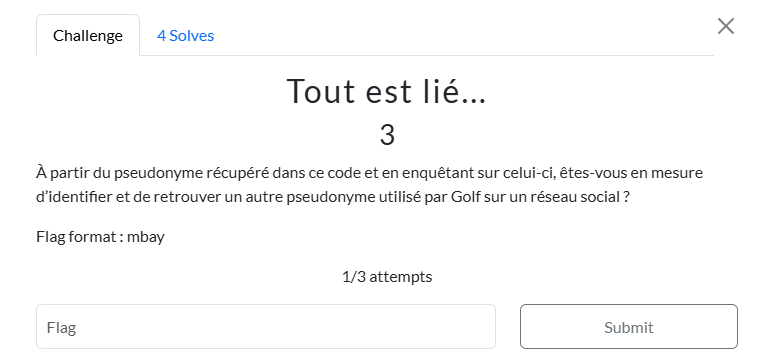 Challenge
4 Solves
Tout est lié...
3
À partir du pseudonyme récupéré dans ce code et en enquêtant sur celui-ci, êtes-vous en mesure
d’identifier et de retrouver un autre pseudonyme utilisé par Golf sur un réseau social ?
Flag format : mbay
1/3 attempts
Flag
Submit